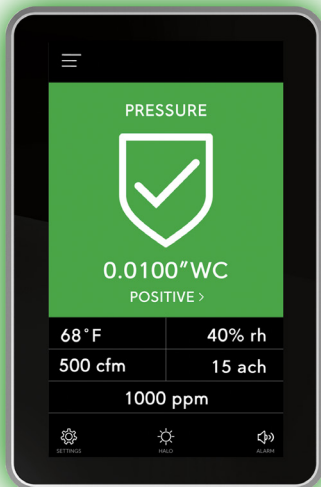 PRESSURE
0.0100"WC
POSITIVE >
68°F 40% rh
500 cfm 15 ach
1000 ppm
SETTINGS HALO ALARM